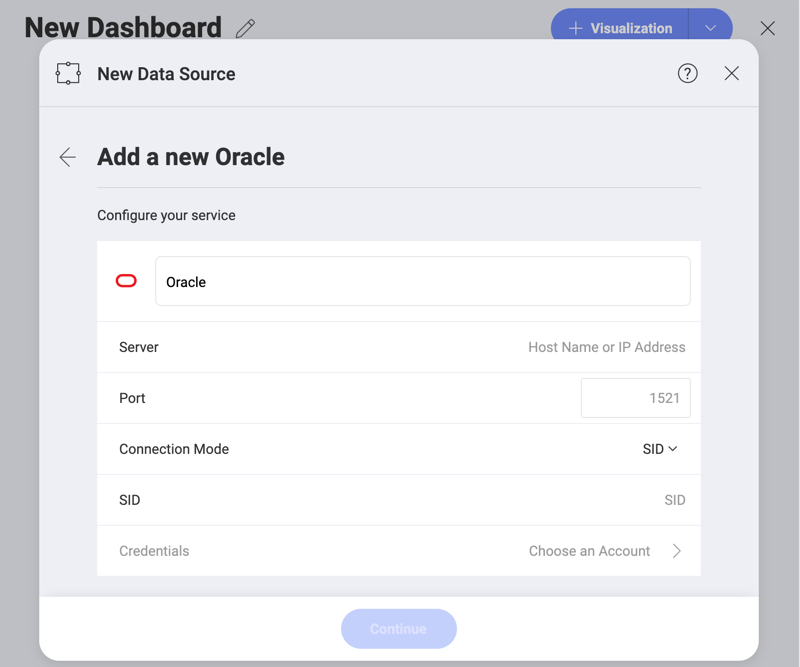 New Dashboard
Visualization
New Data Source
?
Add a new Oracle
Configure your service
Oracle
Server Host Name or IP Address
Port 1521
Connection Mode SID
SID SID
Credentials Choose an Account
Continue